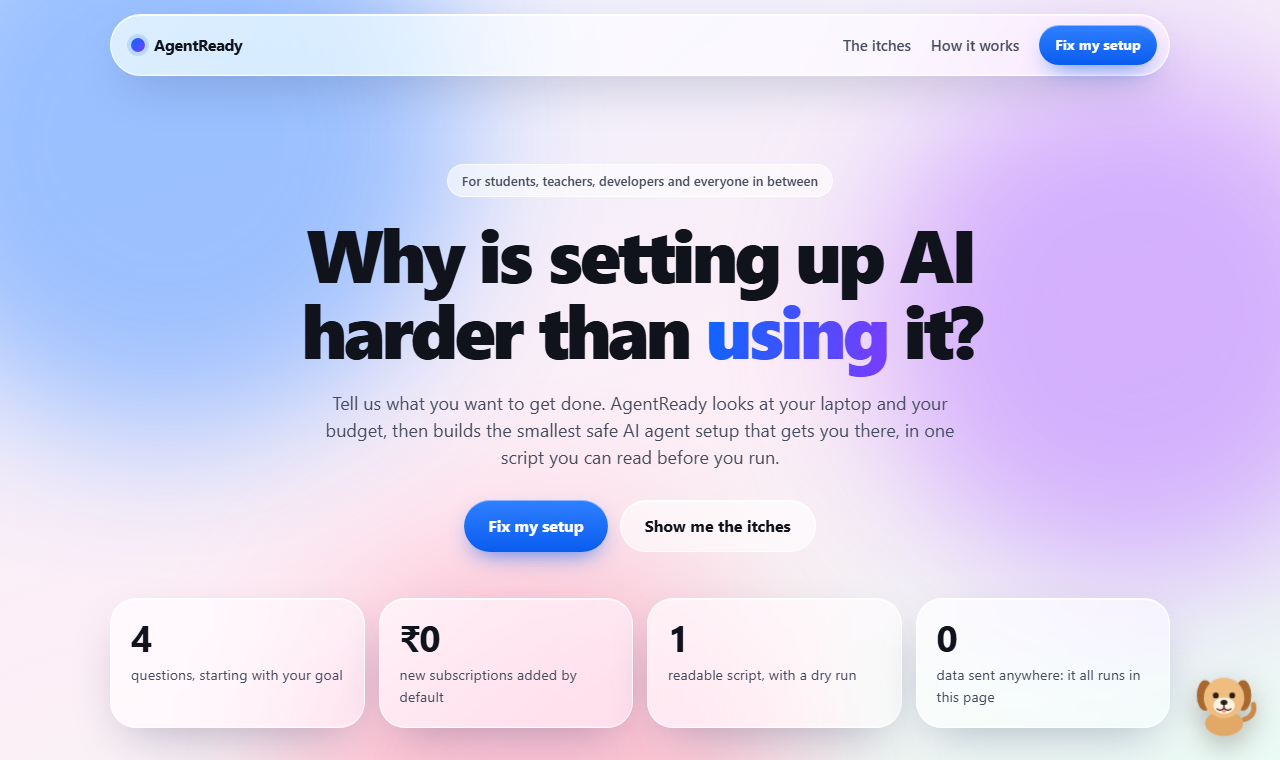 AgentReady
The itches
How it works
Fix my setup
For students, teachers, developers and everyone in between
Why is setting up AI
harder than using it?
Tell us what you want to get done. AgentReady looks at your laptop and your
budget, then builds the smallest safe AI agent setup that gets you there, in one
script you can read before you run.
Fix my setup
Show me the itches
4
questions, starting with your goal
₹0
new subscriptions added by
default
1
readable script, with a dry run
0
data sent anywhere: it all runs in
this page